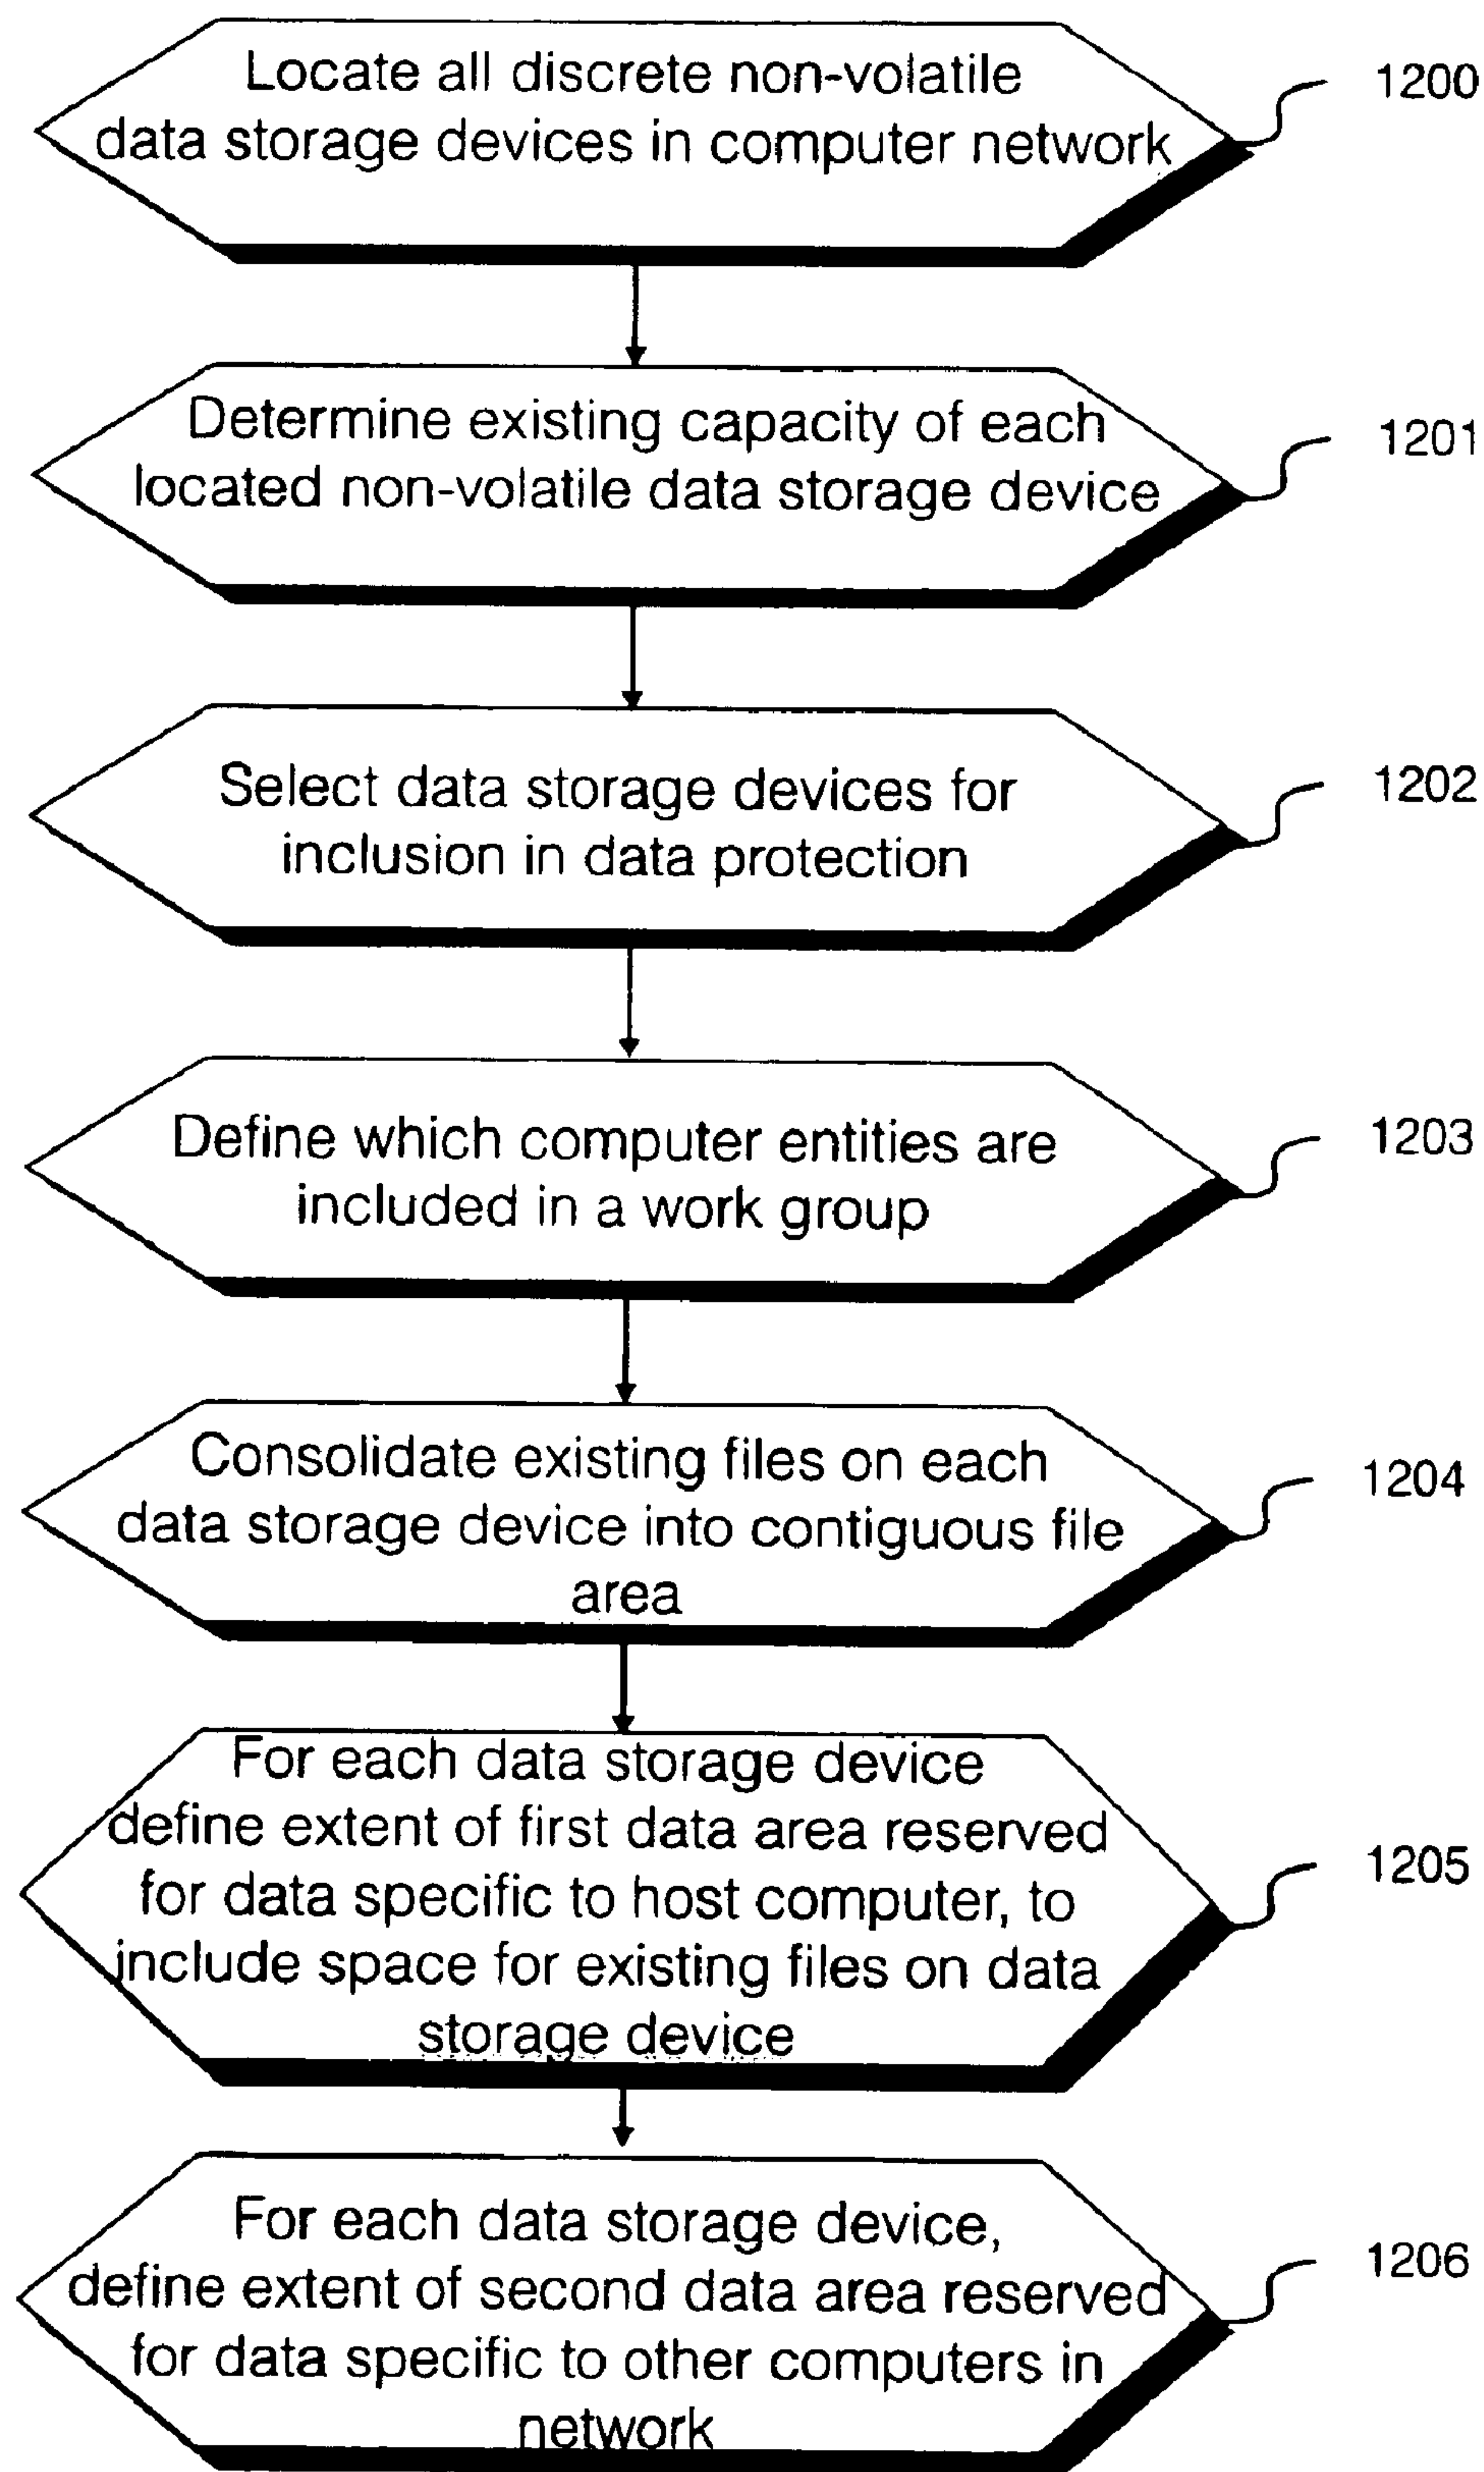 Locate all discrete non-volatile
data storage devices in computer network
1200
Determine existing capacity of each
located non-volatile data storage device
1201
Select data storage devices for
inclusion in data protection
1202
Define which computer entities are
included in a work group
1203
Consolidate existing files on each
data storage device into contiguous file
area
1204
For each data storage device
define extent of first data area reserved
for data specific to host computer, to
include space for existing files on data
storage device
1205
For each data storage device,
define extent of second data area reserved
for data specific to other computers in
network
1206